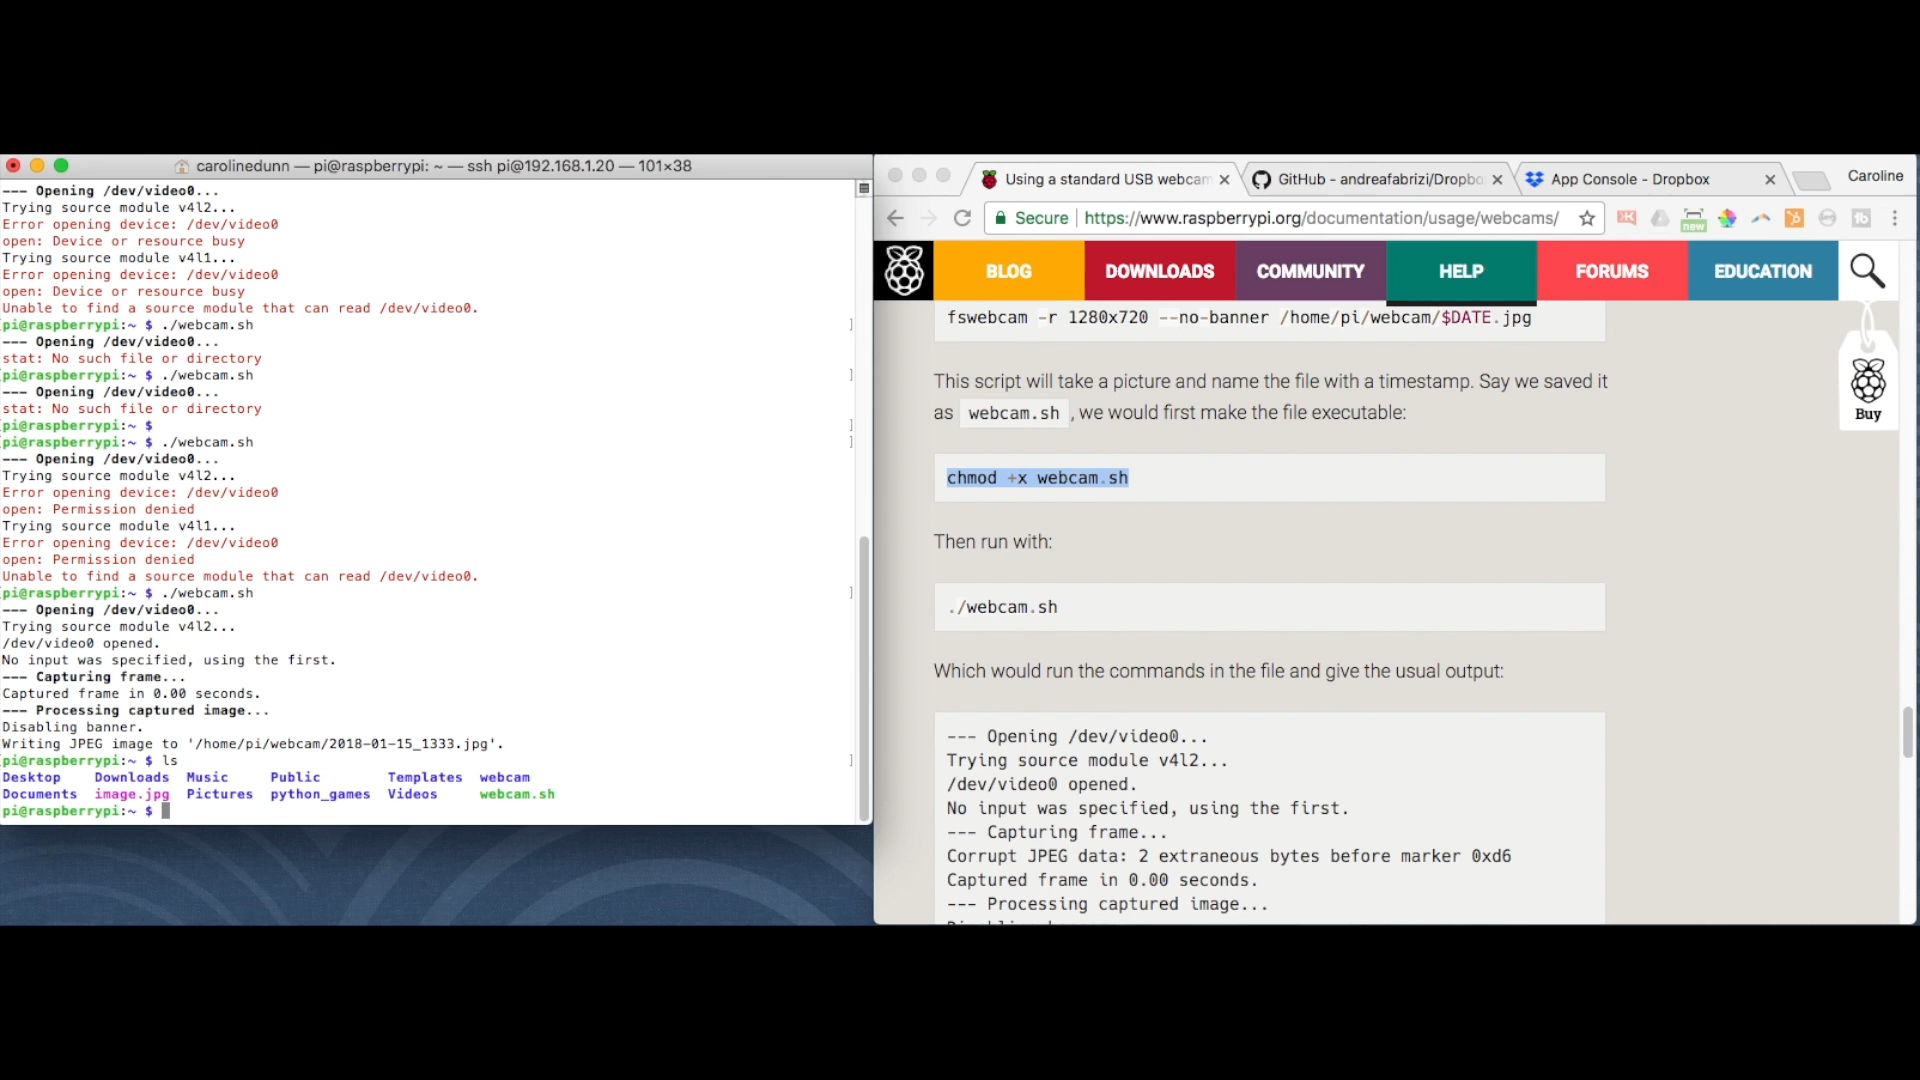 carolinedunn — pi@raspberrypi: ~ — ssh pi@192.168.1.20 — 101×38
--- Opening /dev/video0...
Trying source module v4l2...
Error opening device: /dev/video0
open: Device or resource busy
Trying source module v4l1...
Error opening device: /dev/video0
open: Device or resource busy
Unable to find a source module that can read /dev/video0.
[pi@raspberrypi:~ $ ./webcam.sh ]
--- Opening /dev/video0...
stat: No such file or directory
[pi@raspberrypi:~ $ ./webcam.sh ]
--- Opening /dev/video0...
stat: No such file or directory
[pi@raspberrypi:~ $ ]
[pi@raspberrypi:~ $ ./webcam.sh ]
--- Opening /dev/video0...
Trying source module v4l2...
Error opening device: /dev/video0
open: Permission denied
Trying source module v4l1...
Error opening device: /dev/video0
open: Permission denied
Unable to find a source module that can read /dev/video0.
[pi@raspberrypi:~ $ ./webcam.sh ]
--- Opening /dev/video0...
Trying source module v4l2...
/dev/video0 opened.
No input was specified, using the first.
--- Capturing frame...
Captured frame in 0.00 seconds.
--- Processing captured image...
Disabling banner.
Writing JPEG image to '/home/pi/webcam/2018-01-15_1333.jpg'.
[pi@raspberrypi:~ $ ls ]
Desktop Downloads Music Public Templates webcam
Documents image.jpg Pictures python_games Videos webcam.sh
pi@raspberrypi:~ $
Using a standard USB webcam
GitHub - andreafabrizi/Dropbo
App Console - Dropbox
Caroline
Secure https://www.raspberrypi.org/documentation/usage/webcams/
new
BLOG DOWNLOADS COMMUNITY HELP FORUMS EDUCATION
Buy
fswebcam -r 1280x720 --no-banner /home/pi/webcam/$DATE.jpg
This script will take a picture and name the file with a timestamp. Say we saved it
as webcam.sh , we would first make the file executable:
chmod +x webcam.sh
Then run with:
./webcam.sh
Which would run the commands in the file and give the usual output:
--- Opening /dev/video0...
Trying source module v4l2...
/dev/video0 opened.
No input was specified, using the first.
--- Capturing frame...
Corrupt JPEG data: 2 extraneous bytes before marker 0xd6
Captured frame in 0.00 seconds.
--- Processing captured image...